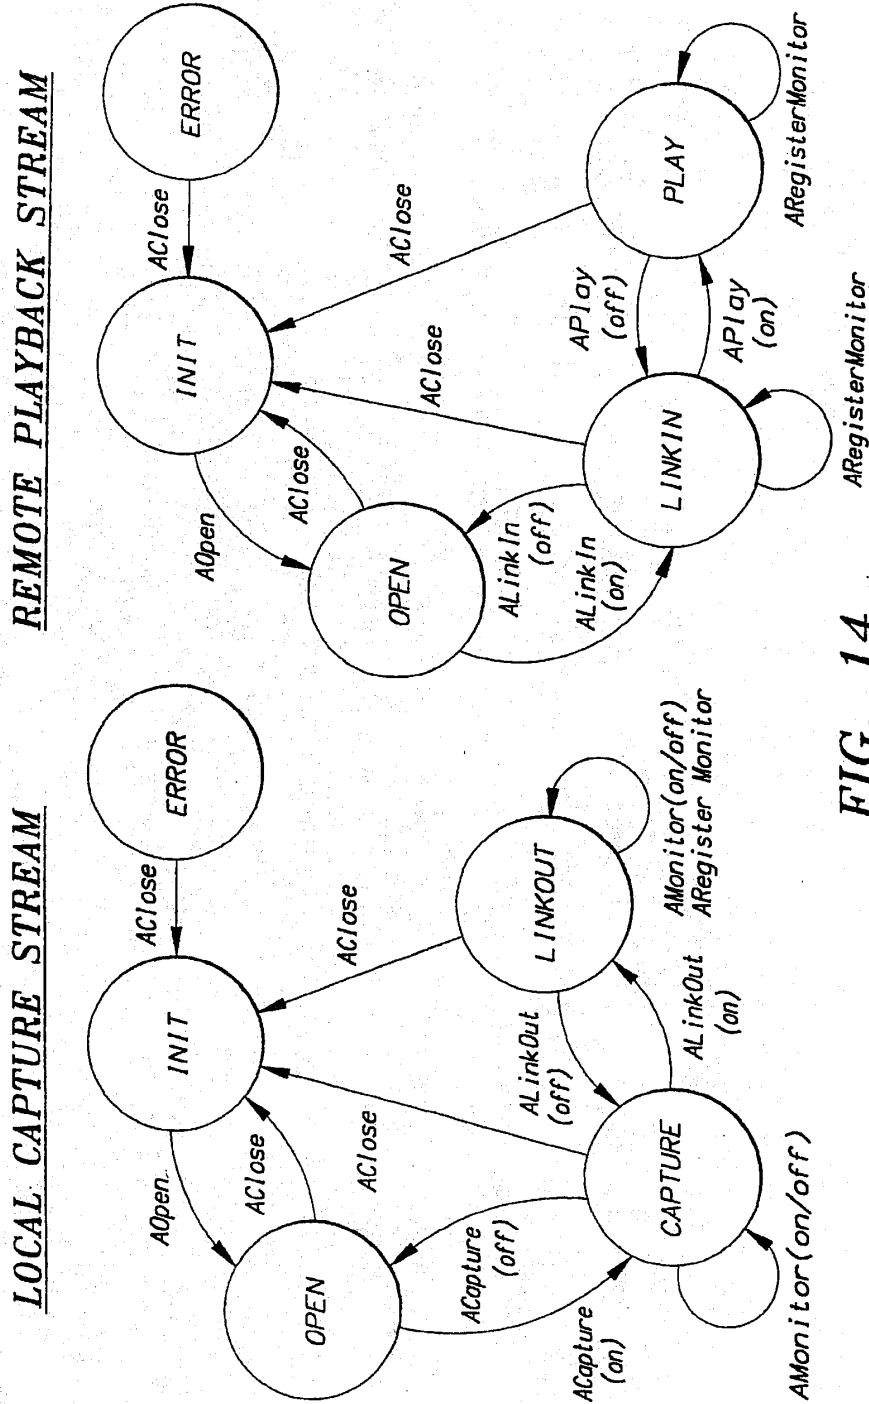 LOCAL CAPTURE STREAM
ERROR
AClose
INIT
AOpen
AClose
AClose
AClose
OPEN
LINKOUT
ACapture
(off)
ALinkOut
(off)
ACapture
(on)
CAPTURE
ALinkOut
(on)
AMonitor(on/off)
ARegister Monitor
AMonitor(on/off)
REMOTE PLAYBACK STREAM
ERROR
AClose
INIT
AOpen
AClose
AClose
AClose
OPEN
PLAY
ALinkIn
(off)
APlay
(off)
ALinkIn
(on)
LINKIN
APlay
(on)
ARegisterMonitor
ARegisterMonitor
FIG. 14